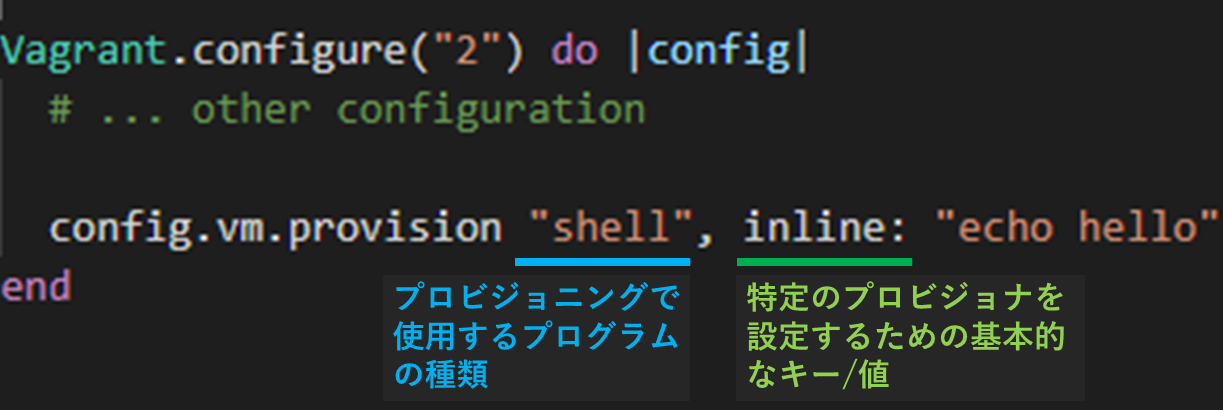 Vagrant.configure("2") do |config|
# ... other configuration
config.vm.provision "shell", inline: "echo hello"
end
プロビジョニングで
使用するプログラム
の種類
特定のプロビジョナを
設定するための基本的
なキー/値